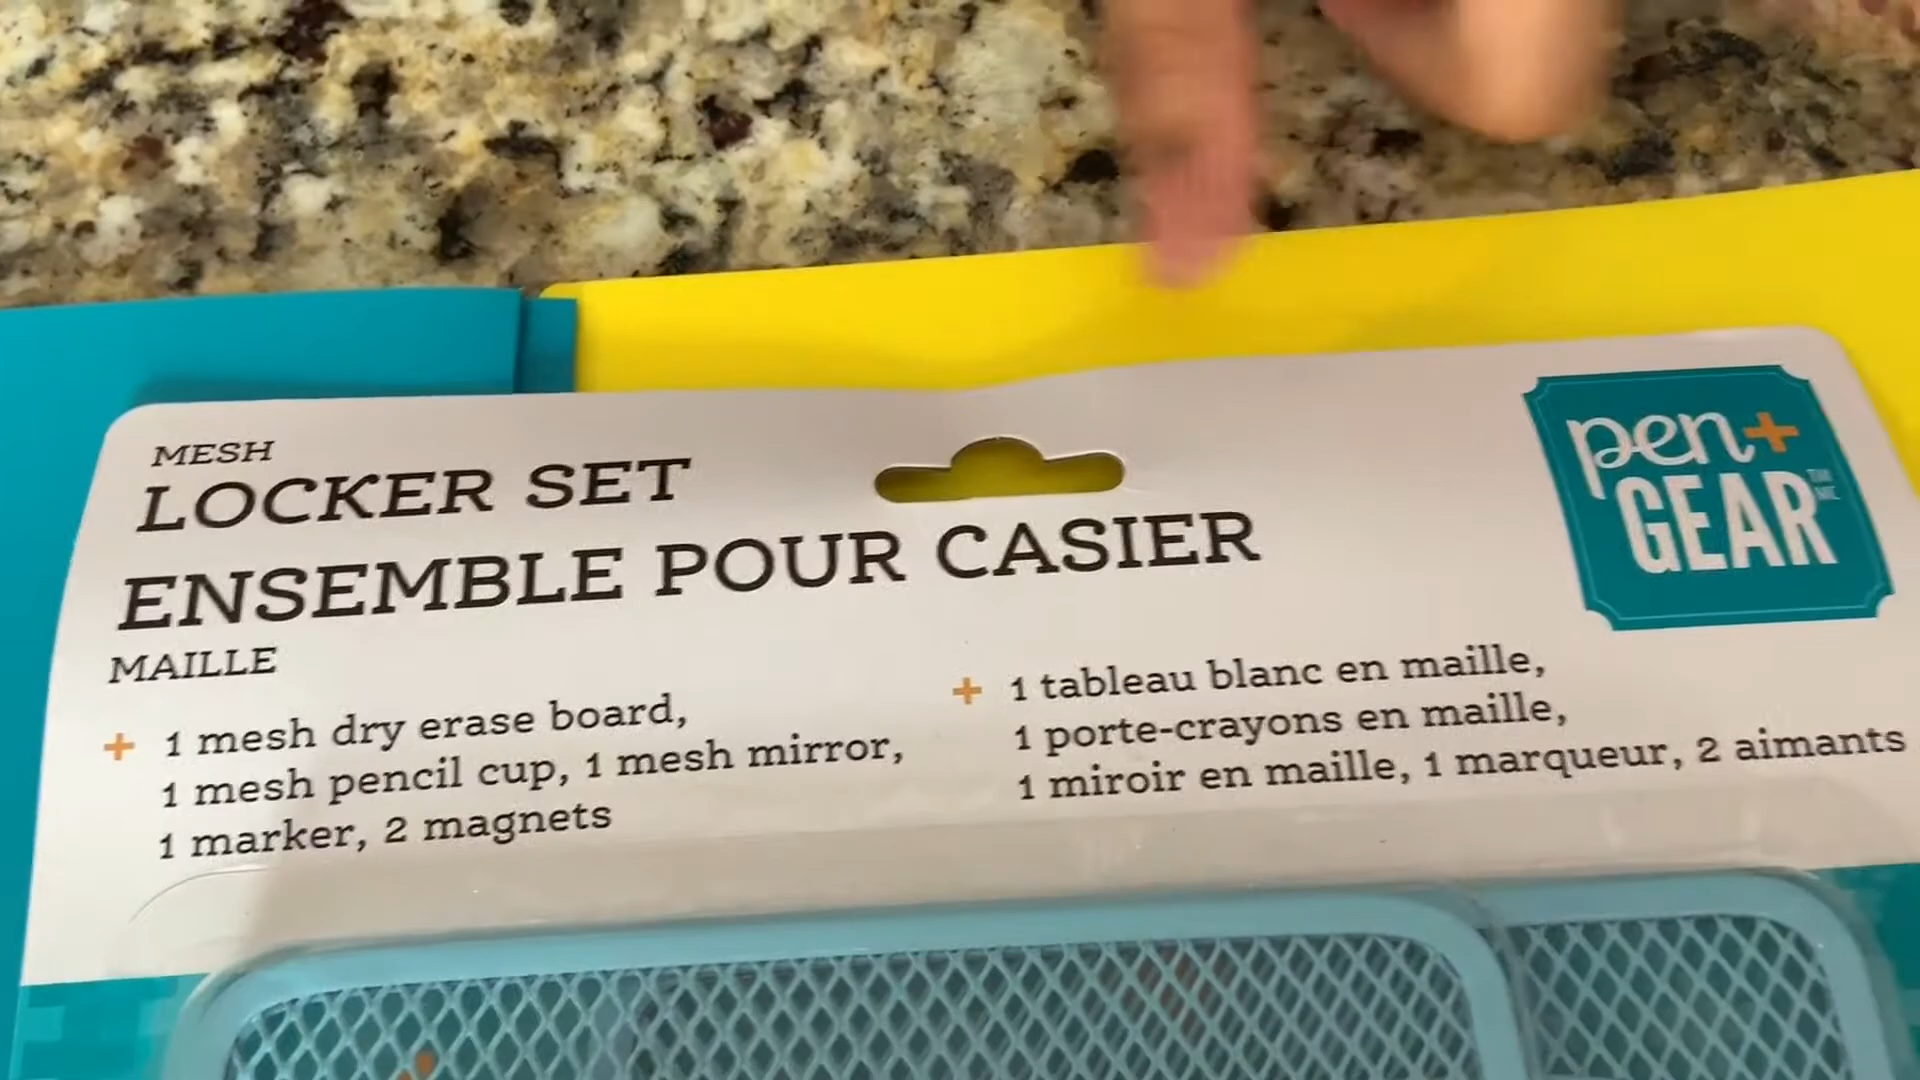 MESH
LOCKER SET
ENSEMBLE POUR CASIER
MAILLE
+ 1 mesh dry erase board,
1 mesh pencil cup, 1 mesh mirror,
1 marker, 2 magnets
+ 1 tableau blanc en maille,
1 porte-crayons en maille,
1 miroir en maille, 1 marqueur, 2 aimants
pen+
GEAR